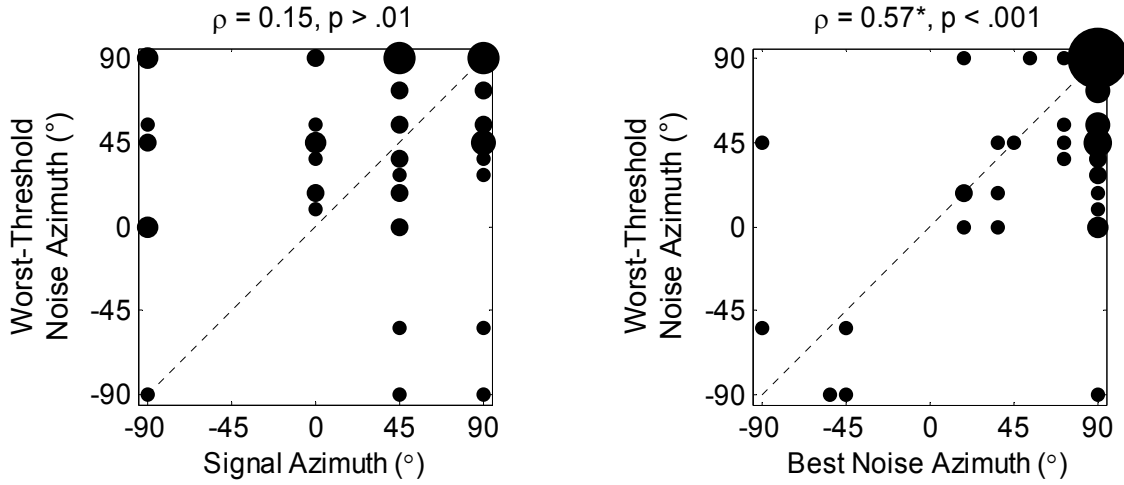 ρ = 0.15, p > .01
Worst-Threshold
Noise Azimuth (°)
90
45
0
-45
-90
-90 -45 0 45 90
Signal Azimuth (°)
ρ = 0.57*, p < .001
Worst-Threshold
Noise Azimuth (°)
90
45
0
-45
-90
-90 -45 0 45 90
Best Noise Azimuth (°)